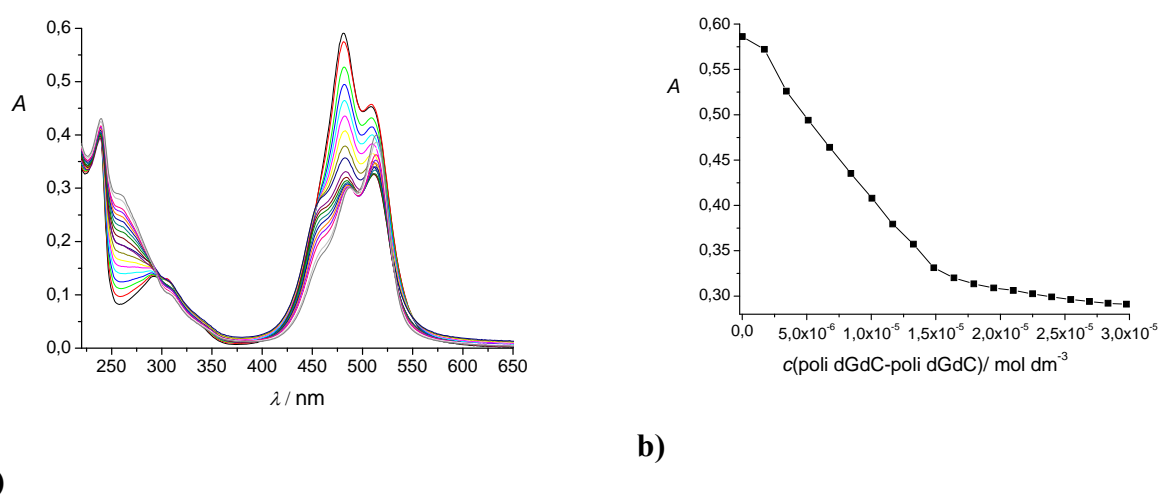 0,6
0,5
0,4
0,3
0,2
0,1
0,0
A
250 300 350 400 450 500 550 600 650
λ / nm
)
0,60
0,55
0,50
0,45
0,40
0,35
0,30
A
0,0 5,0x10⁻⁶ 1,0x10⁻⁵ 1,5x10⁻⁵ 2,0x10⁻⁵ 2,5x10⁻⁵ 3,0x10⁻⁵
c(poli dGdC-poli dGdC)/ mol dm⁻³
b)